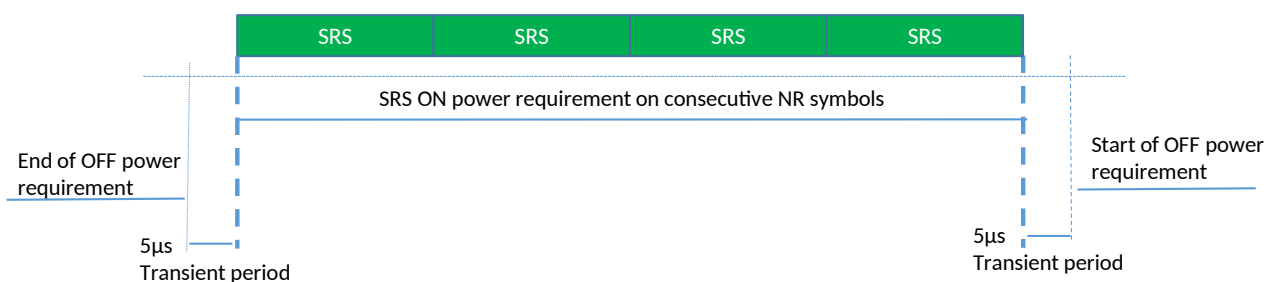 SRS SRS SRS SRS
SRS ON power requirement on consecutive NR symbols
End of OFF power
requirement
Start of OFF power
requirement
5µs
Transient period
5µs
Transient period